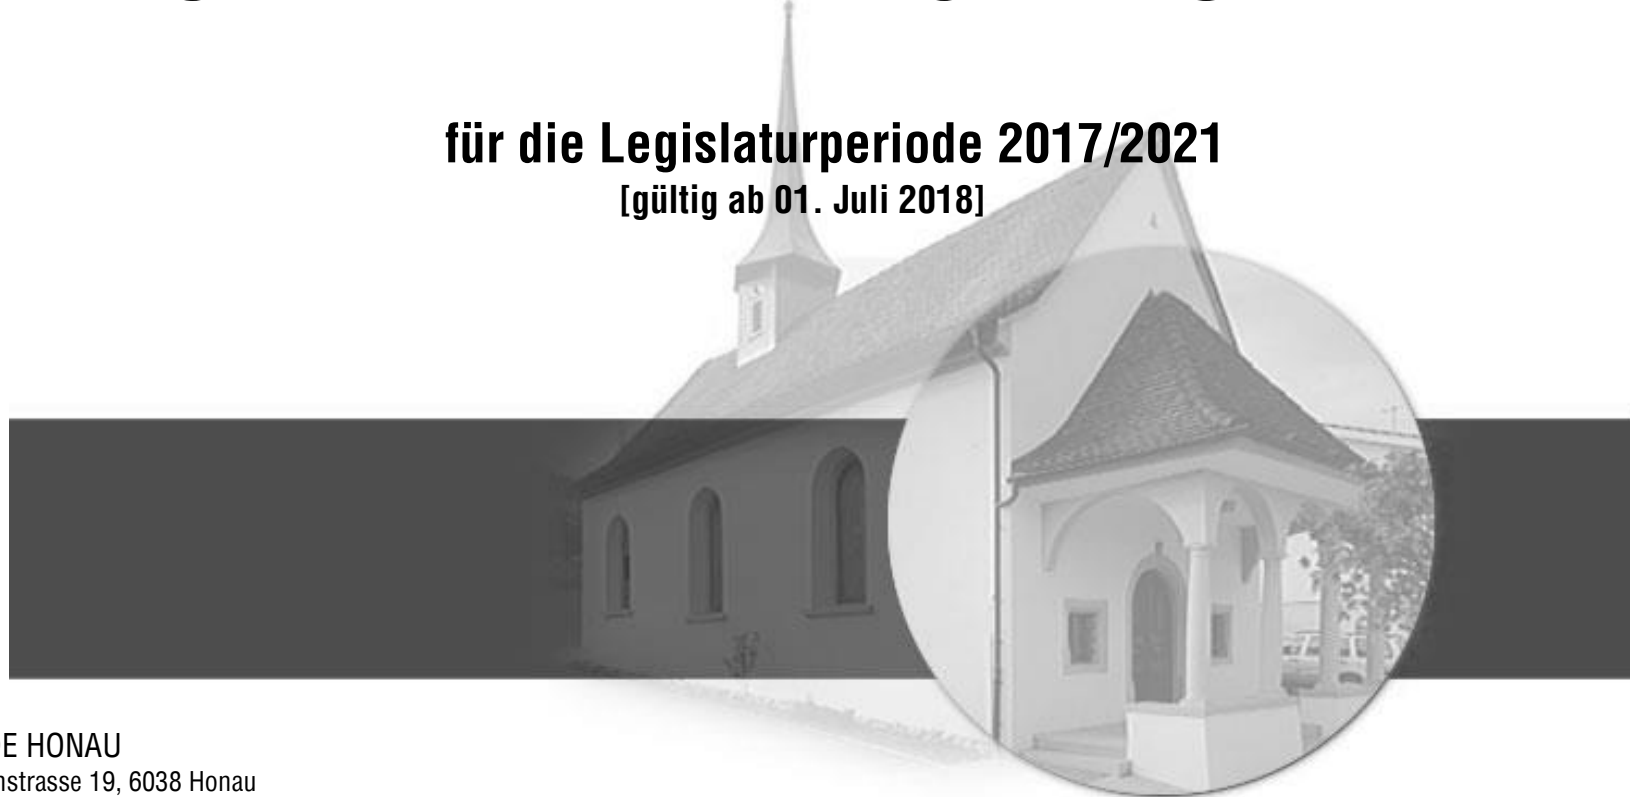 für die Legislaturperiode 2017/2021
[gültig ab 01. Juli 2018]
E HONAU
nstrasse 19, 6038 Honau